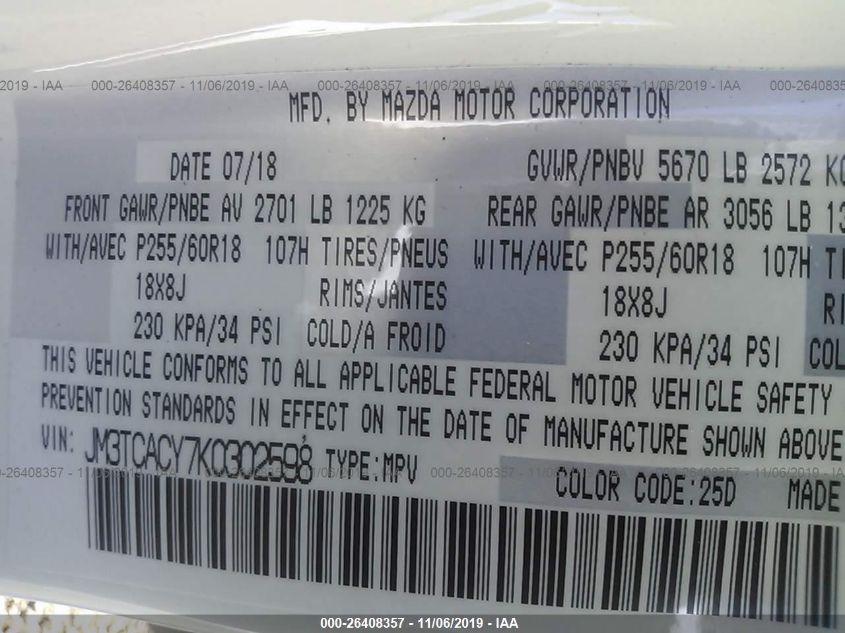 2019 - IAA 000-26408357 - 11/06/2019 - IAA 000-26408357 - 11/06/2019 - IAA 000-26408357 - 11/06/2019
MFD. BY MAZDA MOTOR CORPORATION
DATE 07/18 GVWR/PNBV 5670 LB 2572 KG
FRONT GAWR/PNBE AV 2701 LB 1225 KG REAR GAWR/PNBE AR 3056 LB 13
WITH/AVEC P255/60R18 107H TIRES/PNEUS WITH/AVEC P255/60R18 107H TI
18X8J RIMS/JANTES 18X8J RI
230 KPA/34 PSI COLD/A FROID 230 KPA/34 PSI COL
THIS VEHICLE CONFORMS TO ALL APPLICABLE FEDERAL MOTOR VEHICLE SAFETY
PREVENTION STANDARDS IN EFFECT ON THE DATE OF MANUFACTURE SHOWN ABOVE
VIN: JM3TCACY7K0302598 TYPE:MPV
COLOR CODE:25D MADE
000-26408357 - 11/06/2019 - IAA